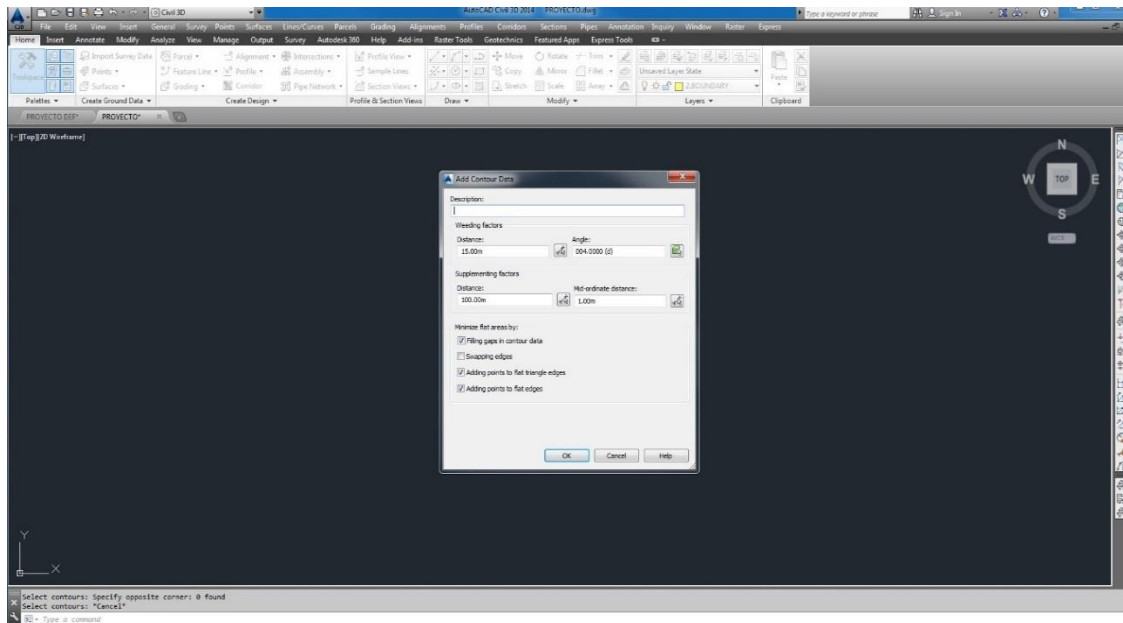 Civil 3D AutoCAD Civil 3D 2014 PROYECTO.dwg Type a keyword or phrase Sign In
File Edit View Insert General Survey Points Surfaces Lines/Curves Parcels Grading Alignments Profiles Corridors Sections Pipes Annotation Inquiry Window Raster Express
Home Insert Annotate Modify Analyze View Manage Output Survey Autodesk 360 Help Add-ins Raster Tools Geotechnics Featured Apps Express Tools
Import Survey Data Parcel Alignment Intersections Profile View Move Rotate Trim Unsaved Layer State
Toolspace Points Feature Line Profile Assembly Sample Lines Copy Mirror Fillet Paste
Surfaces Grading Corridor Pipe Network Section Views Stretch Scale Array 2.BOUNDARY
Palettes Create Ground Data Create Design Profile & Section Views Draw Modify Layers Clipboard
PROYECTO DEF* PROYECTO*
[-][Top][2D Wireframe]
N
W TOP E
S
WCS
Add Contour Data
Description:
Weeding factors
Distance: Angle:
15.00m 004.0000 (d)
Supplementing factors
Distance: Mid-ordinate distance:
100.00m 1.00m
Minimize flat areas by:
Filling gaps in contour data
Swapping edges
Adding points to flat triangle edges
Adding points to flat edges
OK Cancel Help
Y
X
Select contours: Specify opposite corner: 0 found
Select contours: *Cancel*
Type a command